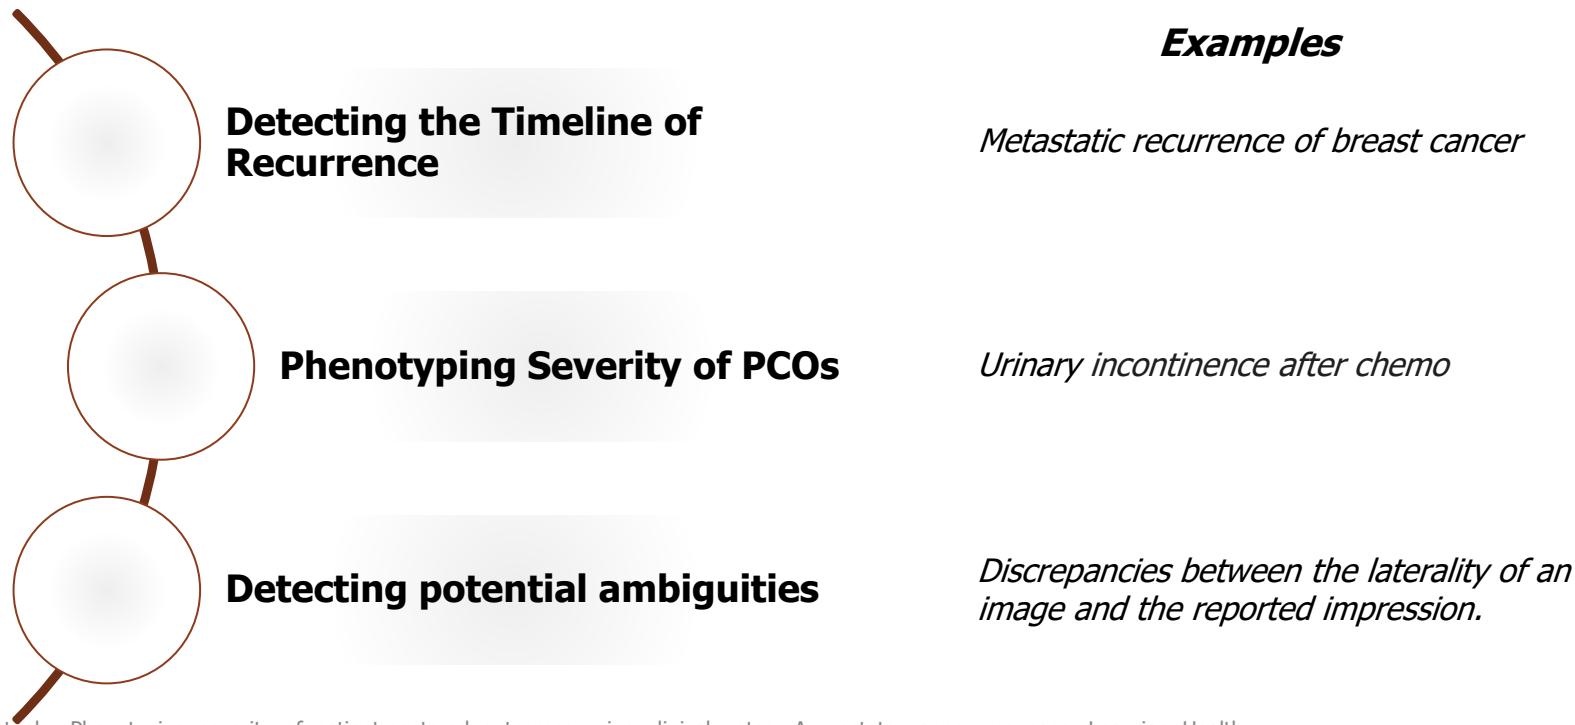 Examples
Detecting the Timeline of
Recurrence
Metastatic recurrence of breast cancer
Phenotyping Severity of PCOs
Urinary incontinence after chemo
Detecting potential ambiguities
Discrepancies between the laterality of an
image and the reported impression.